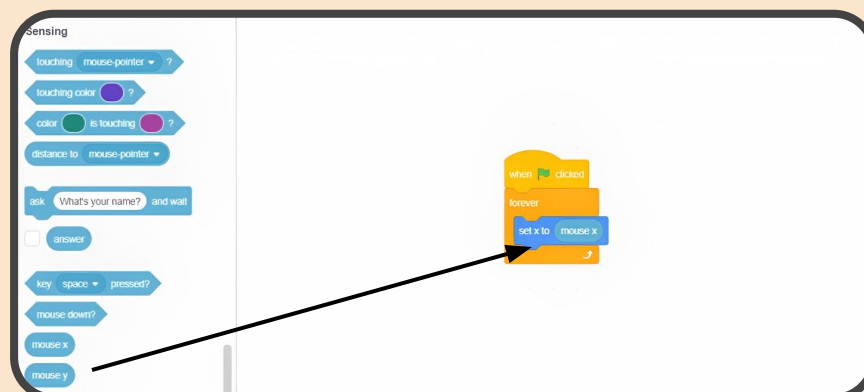 Sensing
touching mouse-pointer ?
touching color ?
color is touching ?
distance to mouse-pointer
ask What's your name? and wait
answer
key space pressed?
mouse down?
mouse x
mouse y
when clicked
forever
set x to mouse x